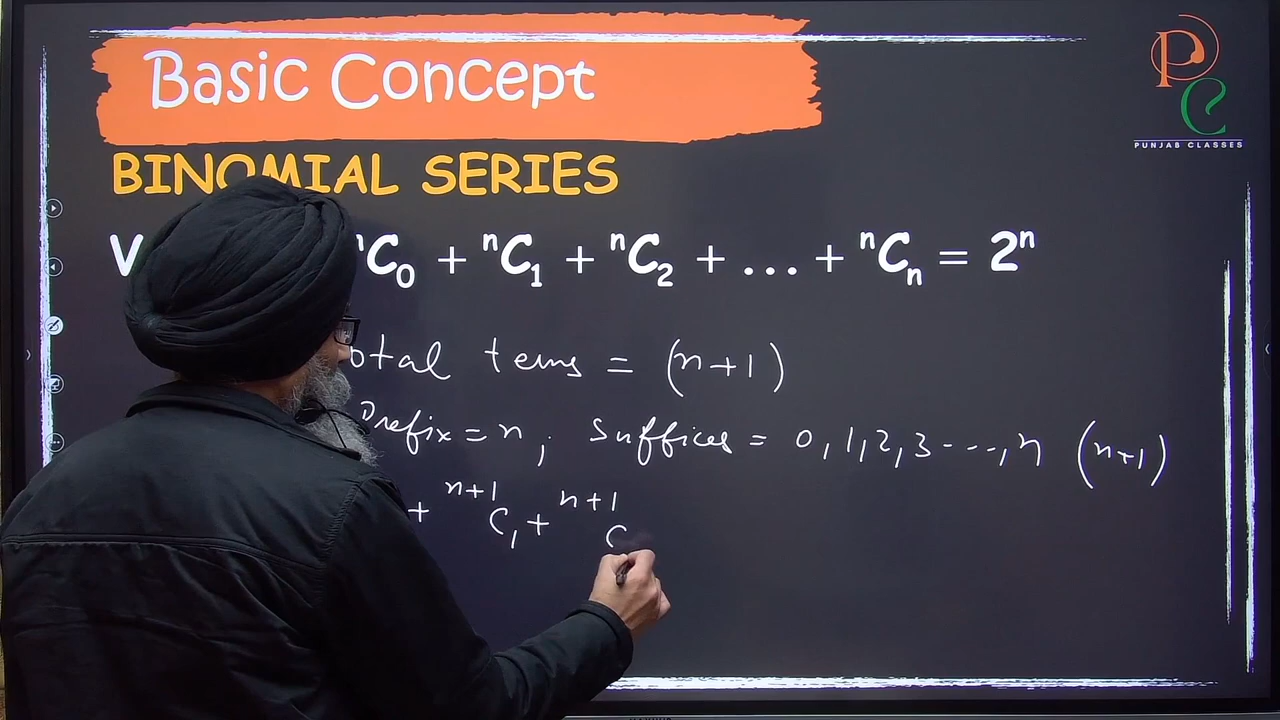 Basic Concept
PUNJAB CLASSES
BINOMIAL SERIES
ⁿC₀ + ⁿC₁ + ⁿC₂ + ... + ⁿCₙ = 2ⁿ
otal tems = (n+1)
Prefix = n ; Suffices = 0, 1, 2, 3 - - -, n (n+1)
+ ⁿ⁺¹C₁ + ⁿ⁺¹C